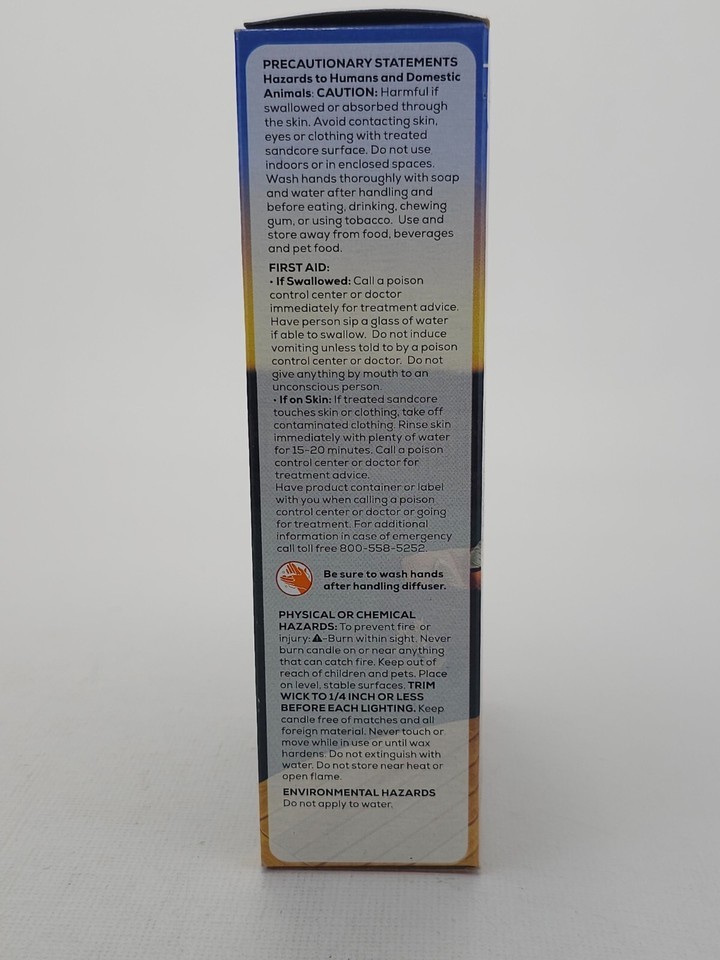 PRECAUTIONARY STATEMENTS
Hazards to Humans and Domestic
Animals: CAUTION: Harmful if
swallowed or absorbed through
the skin. Avoid contacting skin,
eyes or clothing with treated
sandcore surface. Do not use
indoors or in enclosed spaces.
Wash hands thoroughly with soap
and water after handling and
before eating, drinking, chewing
gum, or using tobacco. Use and
store away from food, beverages
and pet food.
FIRST AID:
• If Swallowed: Call a poison
control center or doctor
immediately for treatment advice.
Have person sip a glass of water
if able to swallow. Do not induce
vomiting unless told to by a poison
control center or doctor. Do not
give anything by mouth to an
unconscious person.
• If on Skin: If treated sandcore
touches skin or clothing, take off
contaminated clothing. Rinse skin
immediately with plenty of water
for 15-20 minutes. Call a poison
control center or doctor for
treatment advice.
Have product container or label
with you when calling a poison
control center or doctor or going
for treatment. For additional
information in case of emergency
call toll free 800-558-5252.
Be sure to wash hands
after handling diffuser.
PHYSICAL OR CHEMICAL
HAZARDS: To prevent fire or
injury: ⚠-Burn within sight. Never
burn candle on or near anything
that can catch fire. Keep out of
reach of children and pets. Place
on level, stable surfaces. TRIM
WICK TO 1/4 INCH OR LESS
BEFORE EACH LIGHTING. Keep
candle free of matches and all
foreign material. Never touch or
move while in use or until wax
hardens. Do not extinguish with
water. Do not store near heat or
open flame.
ENVIRONMENTAL HAZARDS
Do not apply to water.